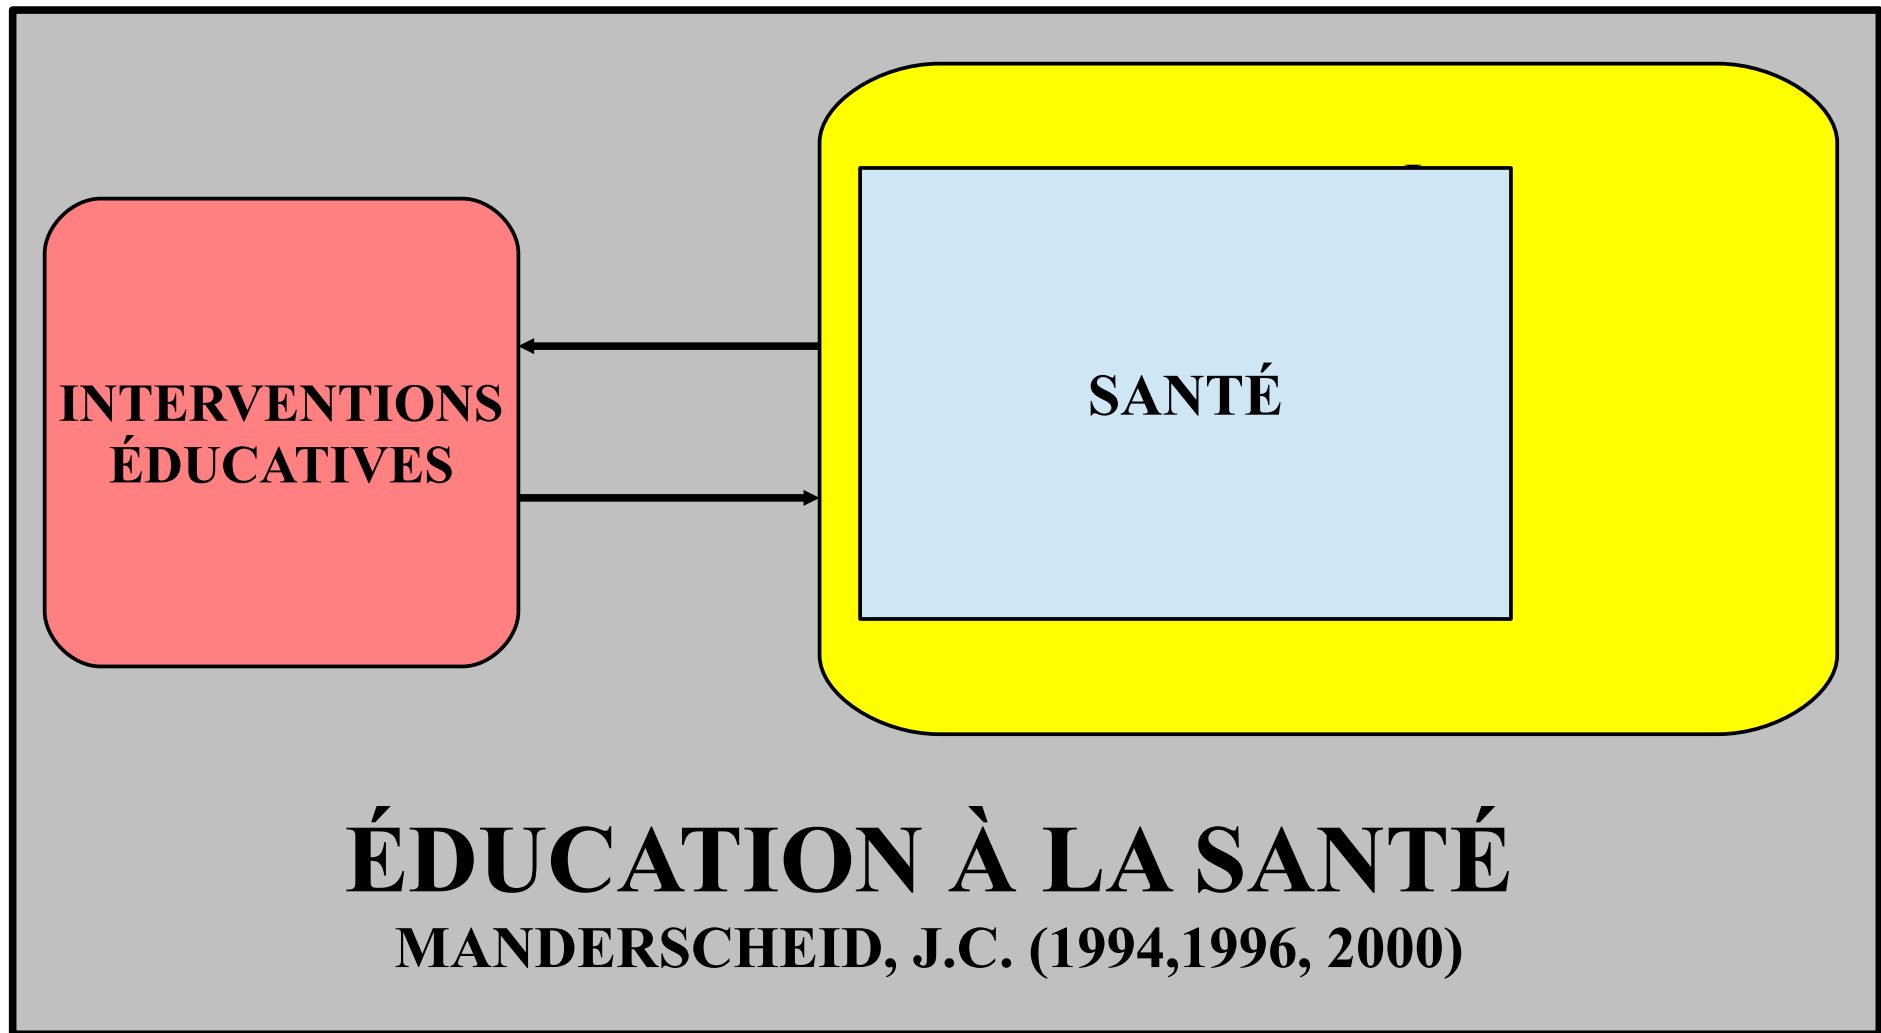 INTERVENTIONS
ÉDUCATIVES
SANTÉ
ÉDUCATION À LA SANTÉ
MANDERSCHEID, J.C. (1994,1996, 2000)